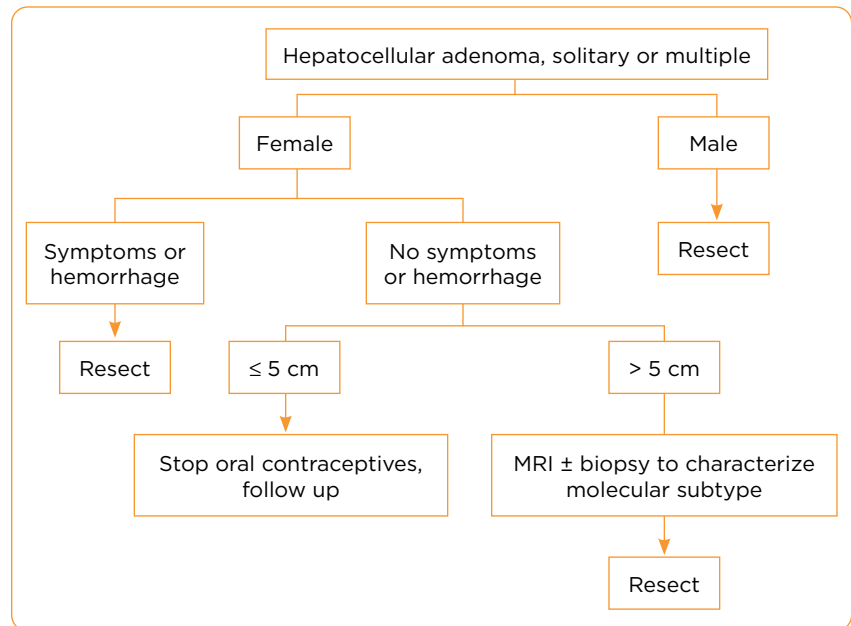 Hepatocellular adenoma, solitary or multiple
Female
Male
Symptoms or
hemorrhage
No symptoms
or hemorrhage
Resect
Resect
≤ 5 cm
> 5 cm
Stop oral contraceptives,
follow up
MRI ± biopsy to characterize
molecular subtype
Resect